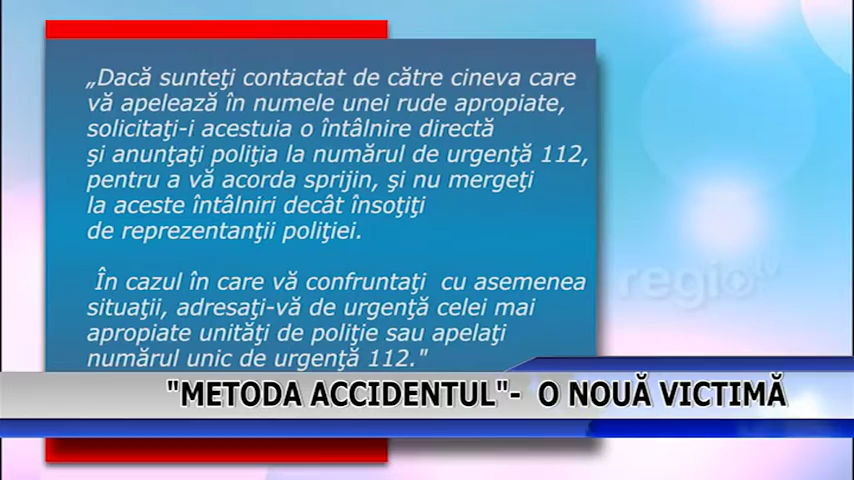 „Dacă sunteţi contactat de către cineva care
vă apelează în numele unei rude apropiate,
solicitaţi-i acestuia o întâlnire directă
şi anunţaţi poliţia la numărul de urgenţă 112,
pentru a vă acorda sprijin, şi nu mergeţi
la aceste întâlniri decât însoţiţi
de reprezentanţii poliţiei.
În cazul în care vă confruntaţi cu asemenea
situaţii, adresaţi-vă de urgenţă celei mai
apropiate unităţi de poliţie sau apelaţi
numărul unic de urgenţă 112."
regio tv
"METODA ACCIDENTUL"- O NOUĂ VICTIMĂ